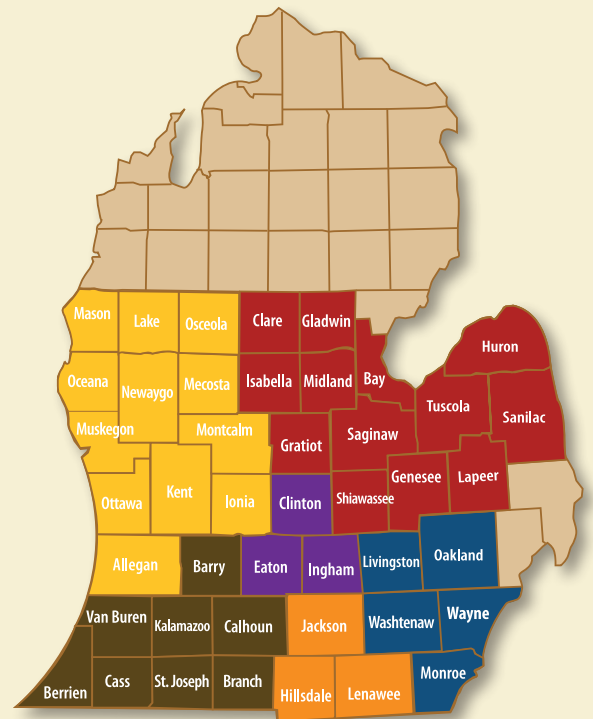 Mason
Lake
Osceola
Clare
Gladwin
Huron
Oceana
Newaygo
Mecosta
Isabella
Midland
Bay
Tuscola
Sanilac
Muskegon
Montcalm
Gratiot
Saginaw
Ottawa
Kent
Ionia
Clinton
Shiawassee
Genesee
Lapeer
Allegan
Barry
Eaton
Ingham
Livingston
Oakland
Van Buren
Kalamazoo
Calhoun
Jackson
Washtenaw
Wayne
Berrien
Cass
St. Joseph
Branch
Hillsdale
Lenawee
Monroe